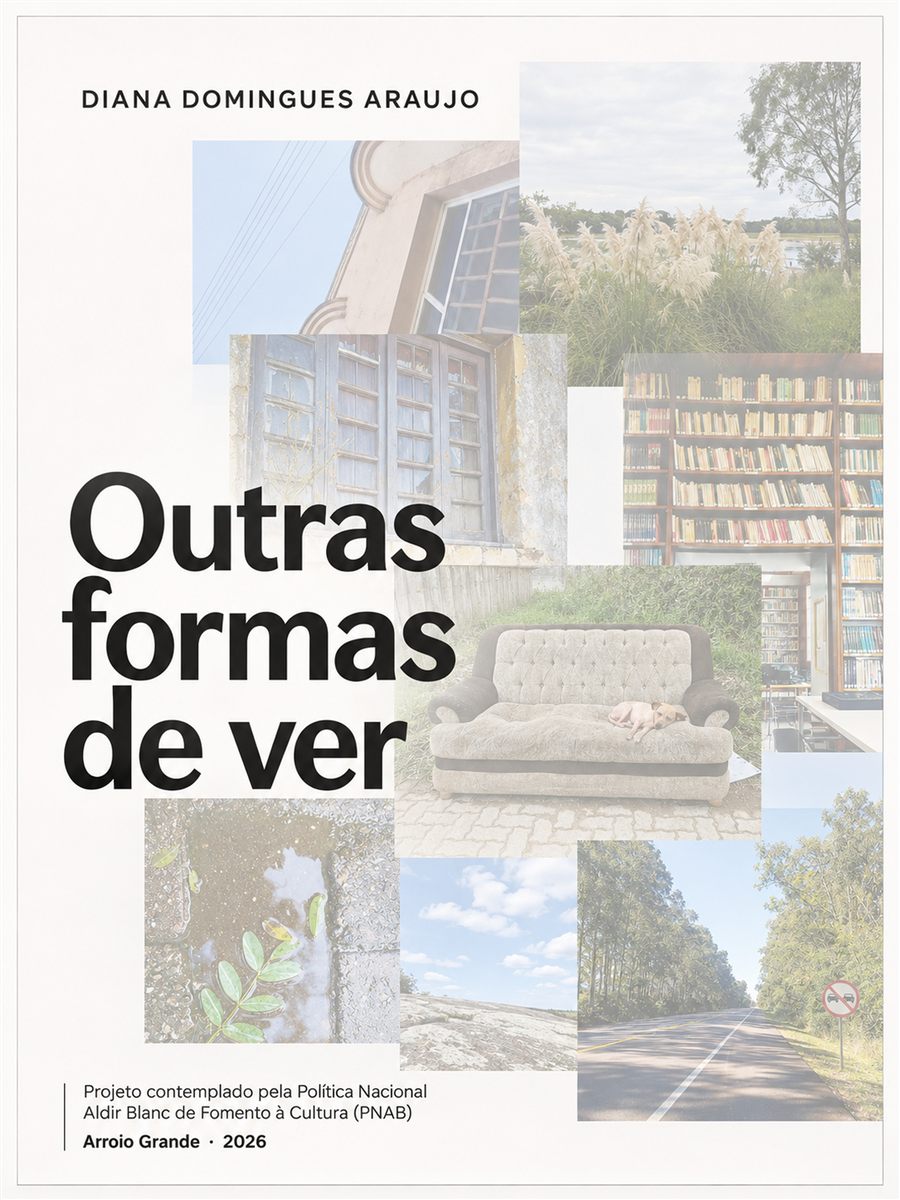 DIANA DOMINGUES ARAUJO
Outras
formas
de ver
Projeto contemplado pela Política Nacional
Aldir Blanc de Fomento à Cultura (PNAB)
Arroio Grande · 2026